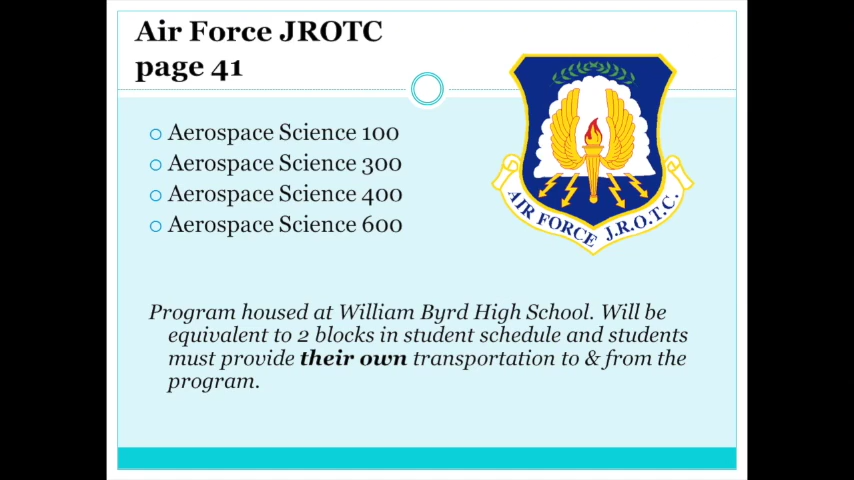 Air Force JROTC
page 41
Aerospace Science 100
Aerospace Science 300
Aerospace Science 400
Aerospace Science 600
AIR FORCE J.R.O.T.C.
Program housed at William Byrd High School. Will be
equivalent to 2 blocks in student schedule and students
must provide their own transportation to & from the
program.